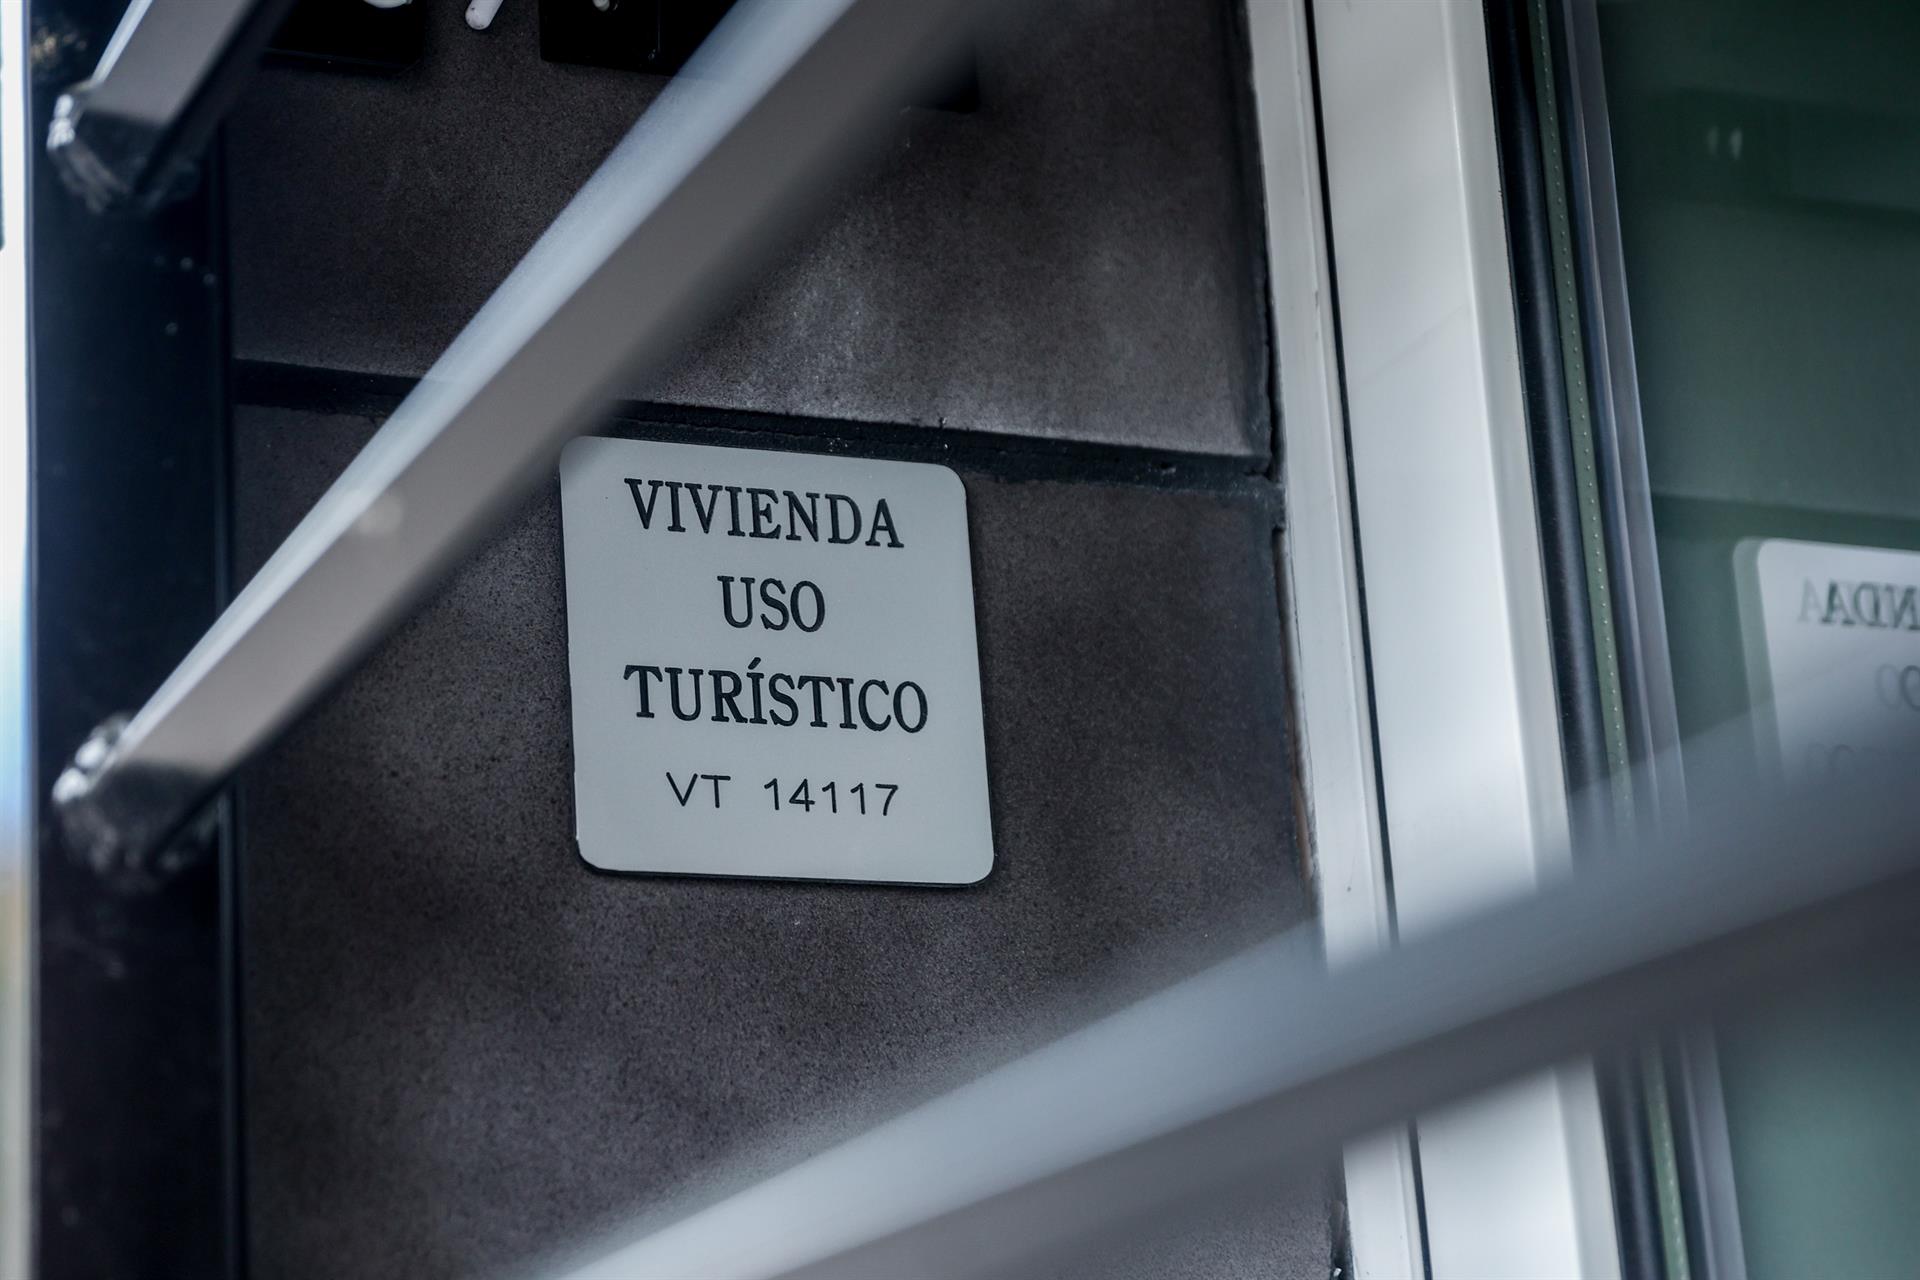 VIVIENDA
USO
TURÍSTICO
VT 14117